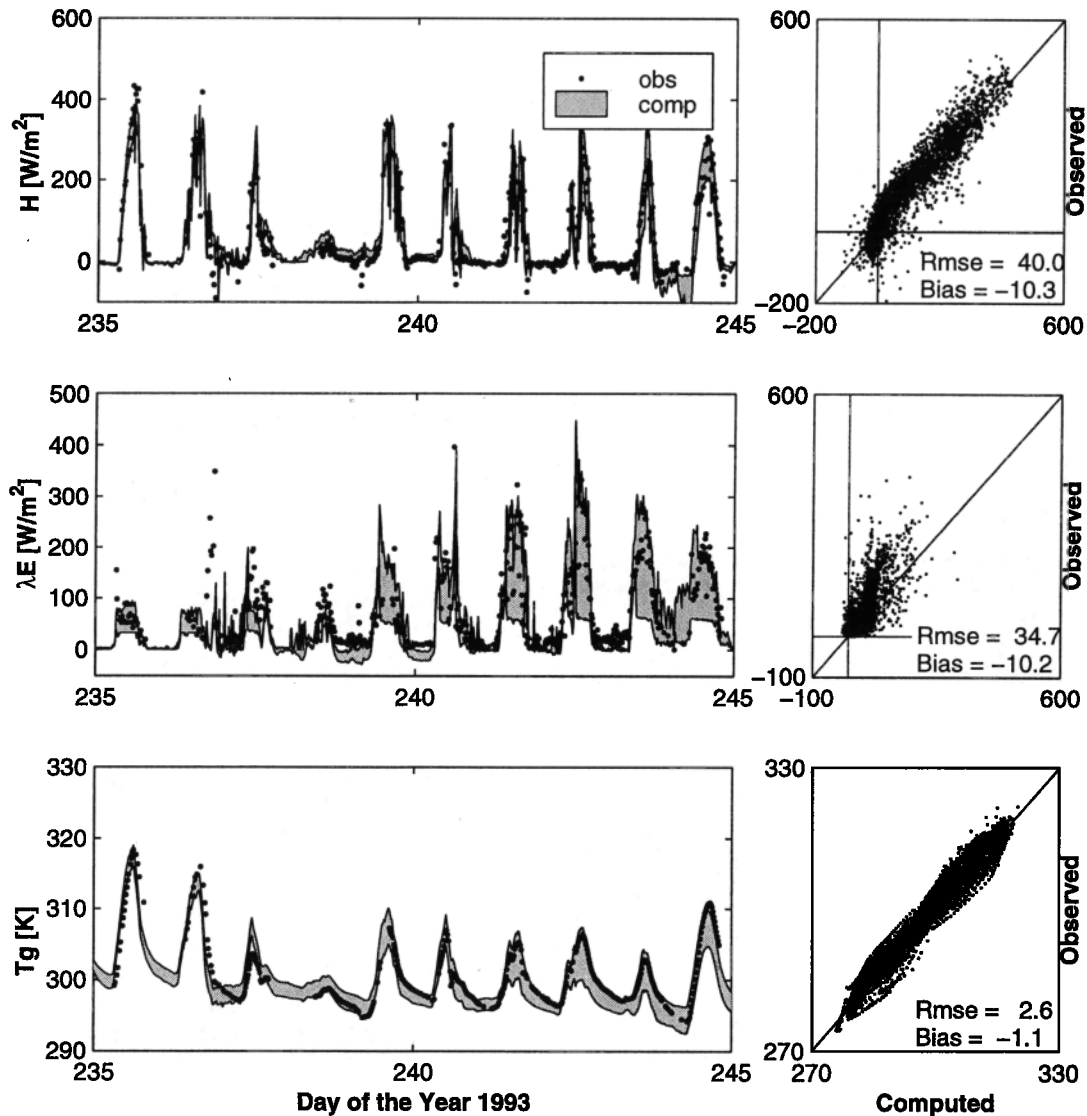 600
400
200
0
H [W/m²]
235
240
245
obs
comp
600
-200
-200
600
Observed
Rmse = 40.0
Bias = -10.3
500
400
300
200
100
0
λE [W/m²]
235
240
245
600
-100
-100
600
Observed
Rmse = 34.7
Bias = -10.2
330
320
310
300
290
Tg [K]
235
240
245
Day of the Year 1993
330
270
270
330
Observed
Rmse = 2.6
Bias = -1.1
Computed